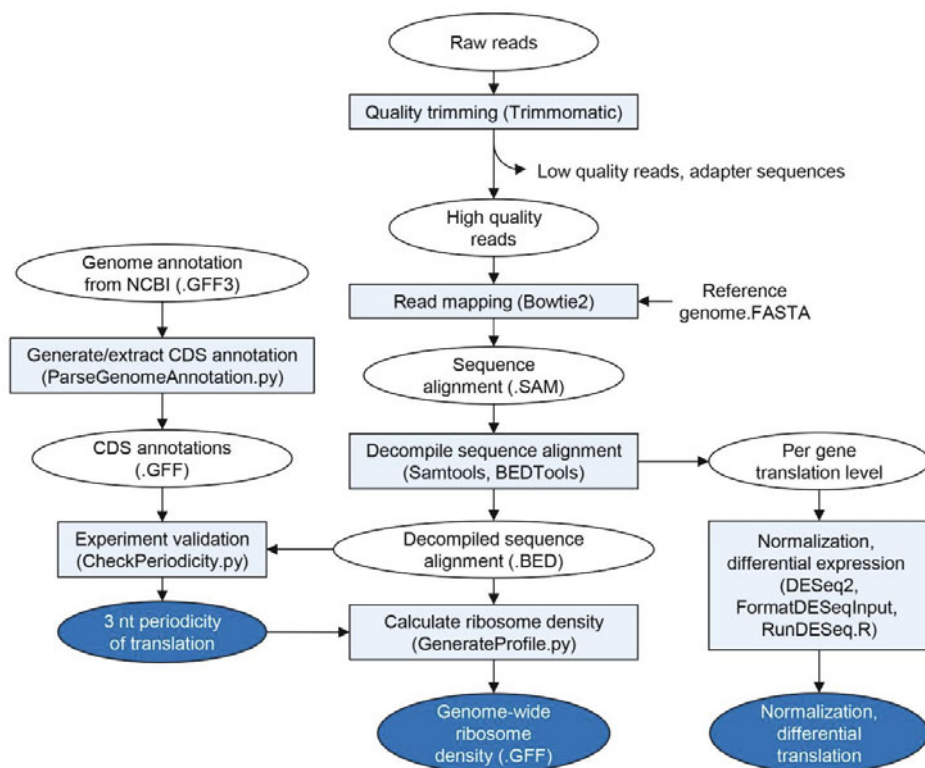 Raw reads
Quality trimming (Trimmomatic)
Low quality reads, adapter sequences
High quality
reads
Genome annotation
from NCBI (.GFF3)
Read mapping (Bowtie2)
Reference
genome.FASTA
Generate/extract CDS annotation
(ParseGenomeAnnotation.py)
Sequence
alignment (.SAM)
CDS annotations
(.GFF)
Decompile sequence alignment
(Samtools, BEDTools)
Per gene
translation level
Experiment validation
(CheckPeriodicity.py)
Decompiled sequence
alignment (.BED)
Normalization,
differential expression
(DESeq2,
FormatDESeqInput,
RunDESeq.R)
3 nt periodicity
of translation
Calculate ribosome density
(GenerateProfile.py)
Genome-wide
ribosome
density (.GFF)
Normalization,
differential
translation